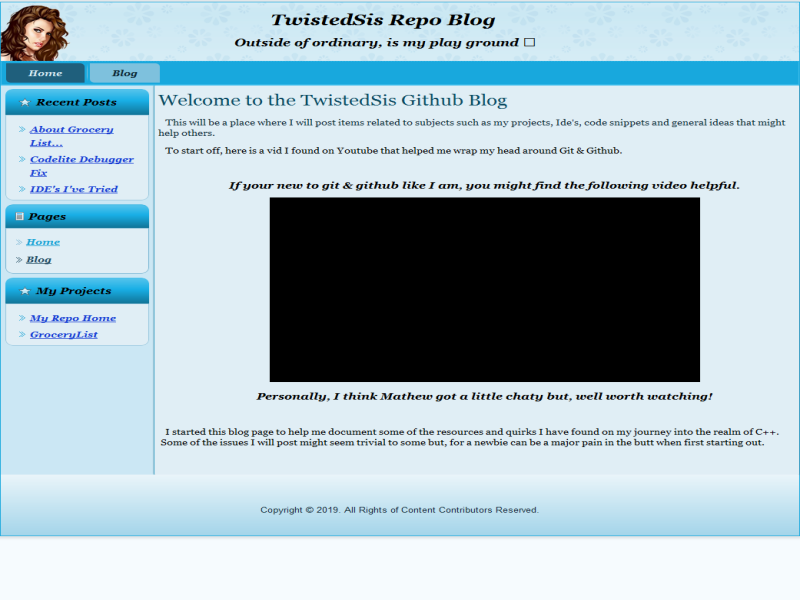 TwistedSis Repo Blog
Outside of ordinary, is my play ground □
Home
Blog
Recent Posts
About Grocery
List...
Codelite Debugger
Fix
IDE's I've Tried
Pages
Home
Blog
My Projects
My Repo Home
GroceryList
Welcome to the TwistedSis Github Blog
This will be a place where I will post items related to subjects such as my projects, Ide's, code snippets and general ideas that might
help others.
To start off, here is a vid I found on Youtube that helped me wrap my head around Git & Github.
If your new to git & github like I am, you might find the following video helpful.
Personally, I think Mathew got a little chaty but, well worth watching!
I started this blog page to help me document some of the resources and quirks I have found on my journey into the realm of C++.
Some of the issues I will post might seem trivial to some but, for a newbie can be a major pain in the butt when first starting out.
Copyright © 2019. All Rights of Content Contributors Reserved.